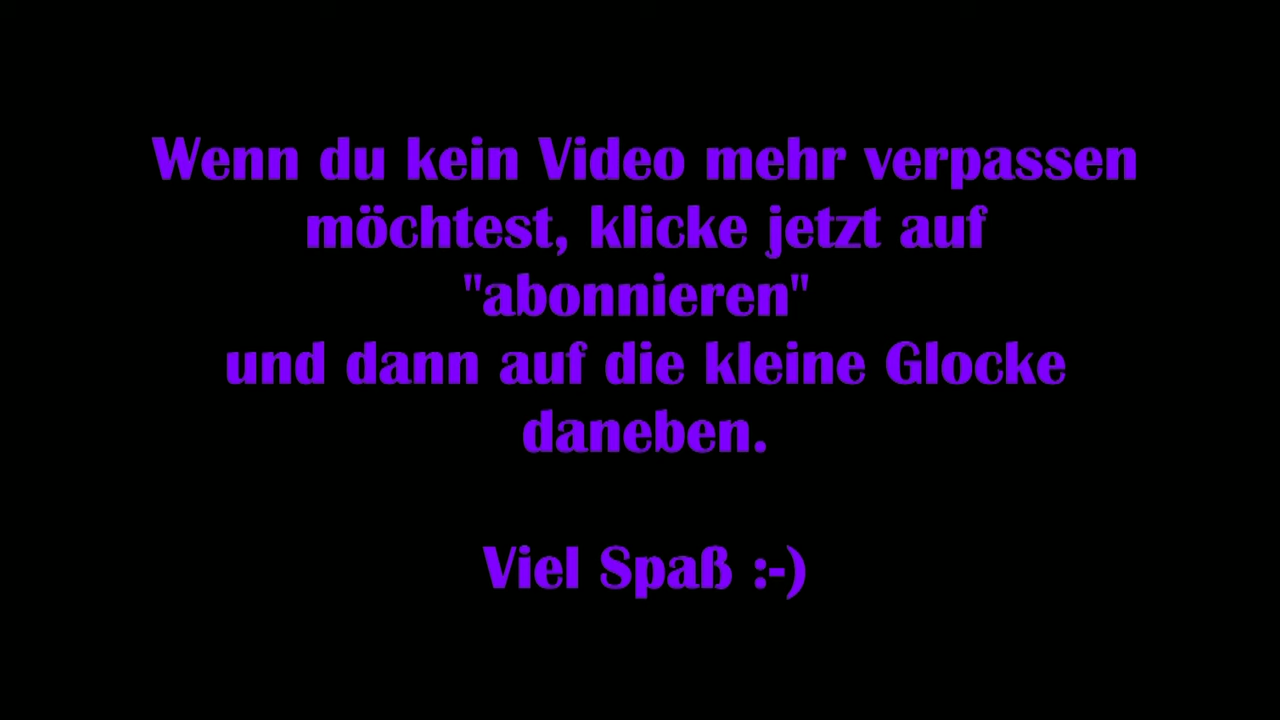 Wenn du kein Video mehr verpassen
möchtest, klicke jetzt auf
"abonnieren"
und dann auf die kleine Glocke
daneben.
Viel Spaß :-)